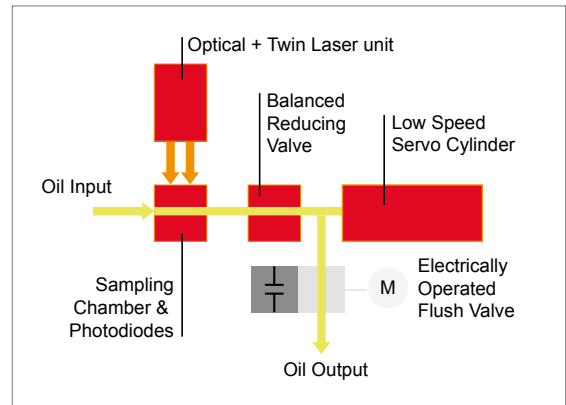 Optical + Twin Laser unit
Balanced
Reducing
Valve
Low Speed
Servo Cylinder
Oil Input
Sampling
Chamber &
Photodiodes
M
Electrically
Operated
Flush Valve
Oil Output